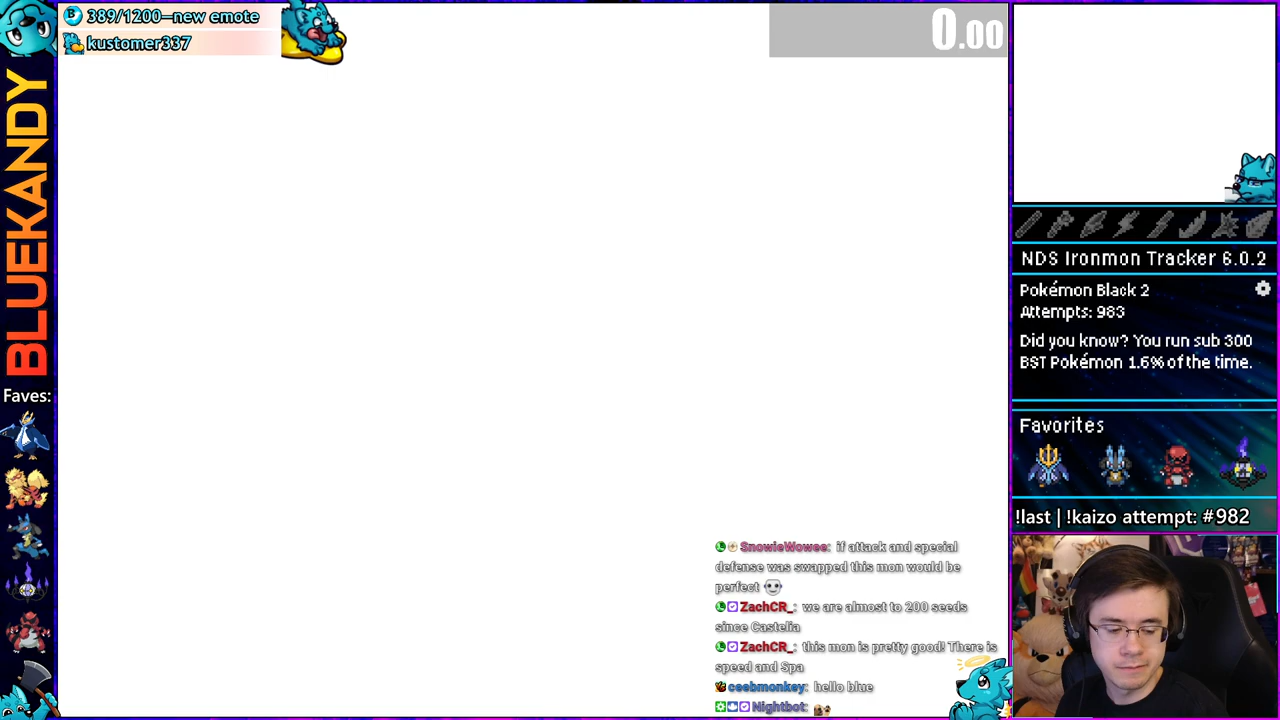 389/1200—new emote
kustomer337
0.00
BLUEKANDY
Faves:
NDS Ironmon Tracker 6.0.2
Pokémon Black 2
Attempts: 983
Did you know? You run sub 300
BST Pokémon 1.6% of the time.
Favorites
!last | !kaizo attempt: #982
SnowieWowee: if attack and special
defense was swapped this mon would be
perfect
ZachCR_: we are almost to 200 seeds
since Castelia
ZachCR_: this mon is pretty good! There is
speed and Spa
ceebmonkey: hello blue
Nightbot: